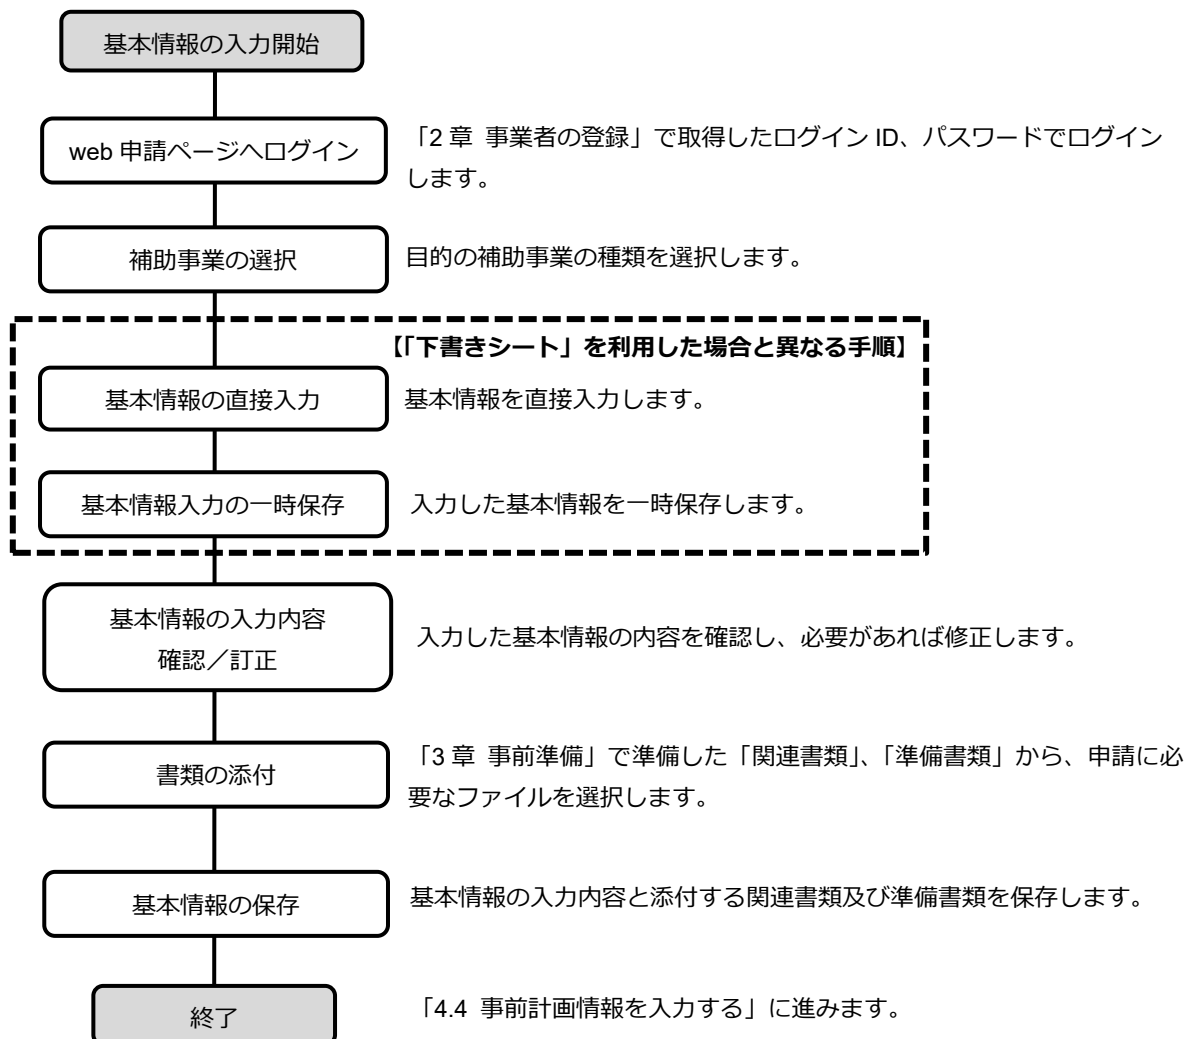 基本情報の入力開始
web 申請ページへログイン
「2 章 事業者の登録」で取得したログイン ID、パスワードでログイン
します。
補助事業の選択
目的の補助事業の種類を選択します。
【「下書きシート」を利用した場合と異なる手順】
基本情報の直接入力
基本情報を直接入力します。
基本情報入力の一時保存
入力した基本情報を一時保存します。
基本情報の入力内容
確認／訂正
入力した基本情報の内容を確認し、必要があれば修正します。
書類の添付
「3 章 事前準備」で準備した「関連書類」、「準備書類」から、申請に必
要なファイルを選択します。
基本情報の保存
基本情報の入力内容と添付する関連書類及び準備書類を保存します。
終了
「4.4 事前計画情報を入力する」に進みます。